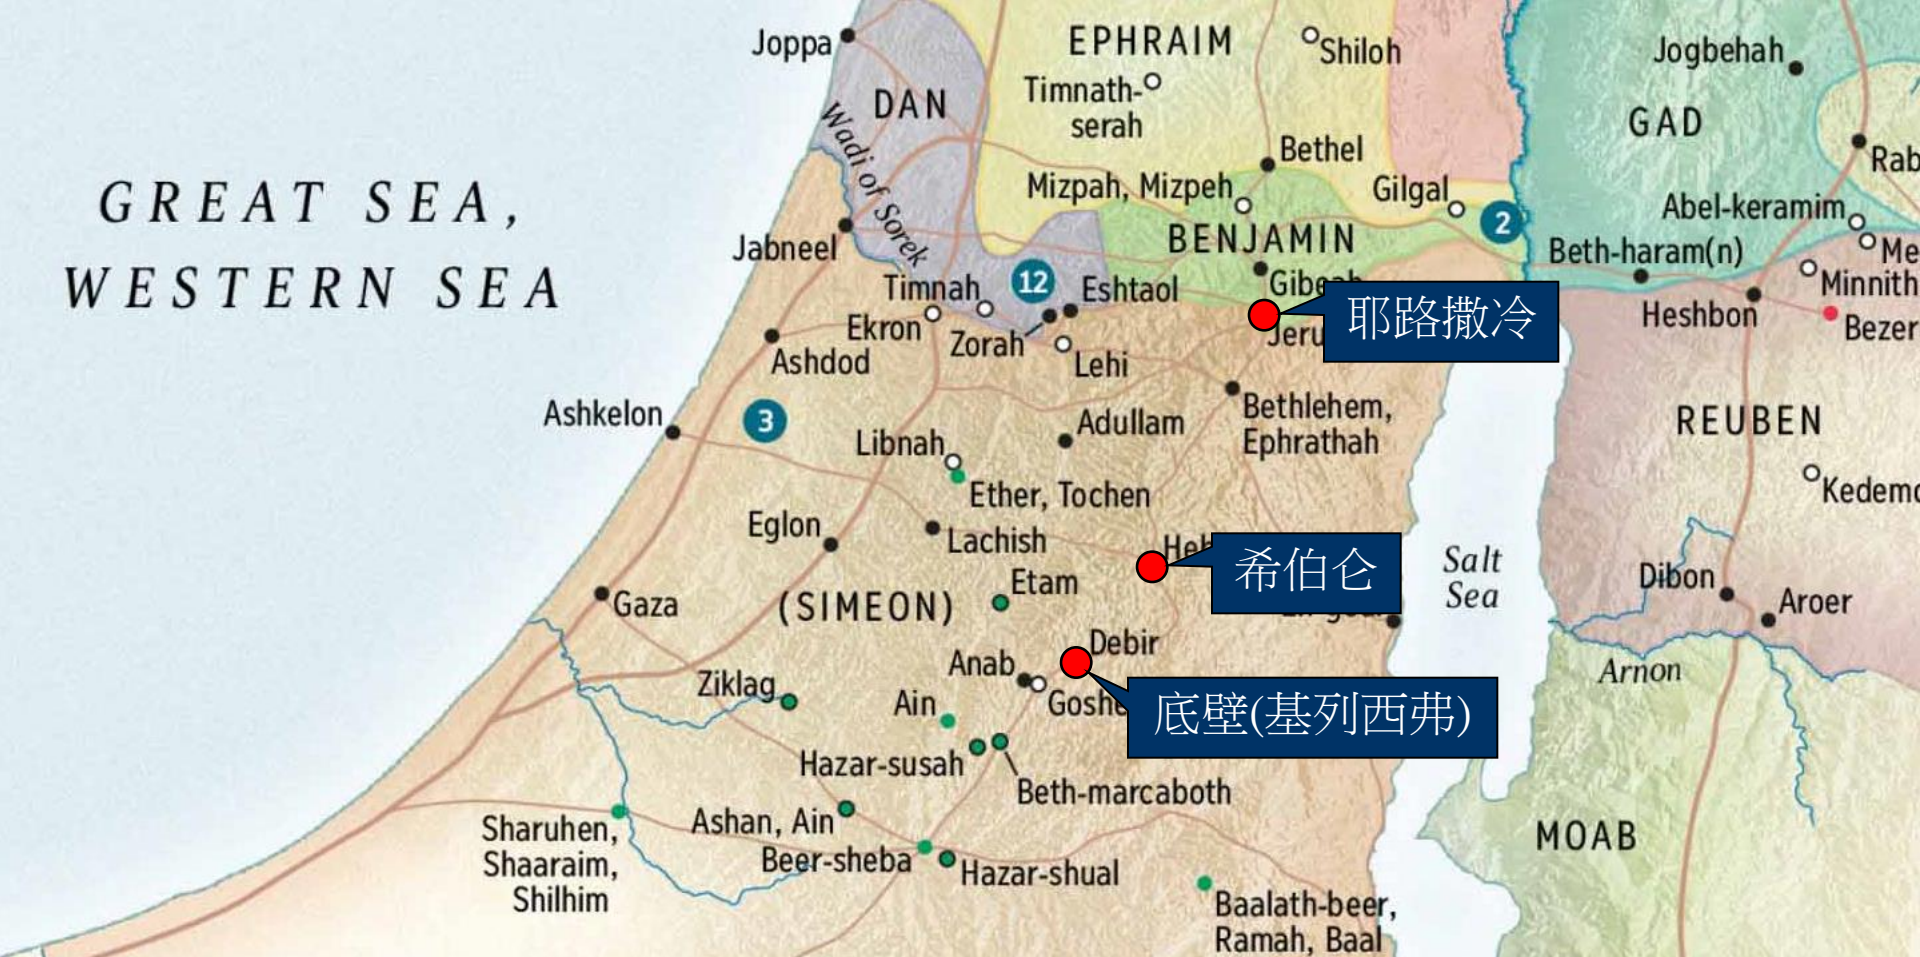 Joppa
EPHRAIM
Shiloh
Jogbehah
DAN
Timnath-
serah
GAD
Wadi of Sorek
Bethel
Rab
Mizpah, Mizpeh
Gilgal
Abel-keramim
GREAT SEA,
WESTERN SEA
2
BENJAMIN
Jabneel
Beth-haram(n)
Me
Timnah
12
Eshtaol
Minnith
Ekron
Zorah
耶路撒冷
Heshbon
Bezer
Jeru
Ashdod
Lehi
Ashkelon
3
Adullam
Bethlehem,
Ephrathah
REUBEN
Libnah
Ether, Tochen
Eglon
Lachish
希伯仑
Salt
Sea
Etam
Dibon
Aroer
Gaza
(SIMEON)
Debir
Anab
Arnon
Ziklag
Ain
Goshe
底壁(基列西弗)
Hazar-susah
Beth-marcaboth
Sharuhen,
Shaaraim,
Shilhim
Ashan, Ain
MOAB
Beer-sheba
Hazar-shual
Baalath-beer,
Ramah, Baal